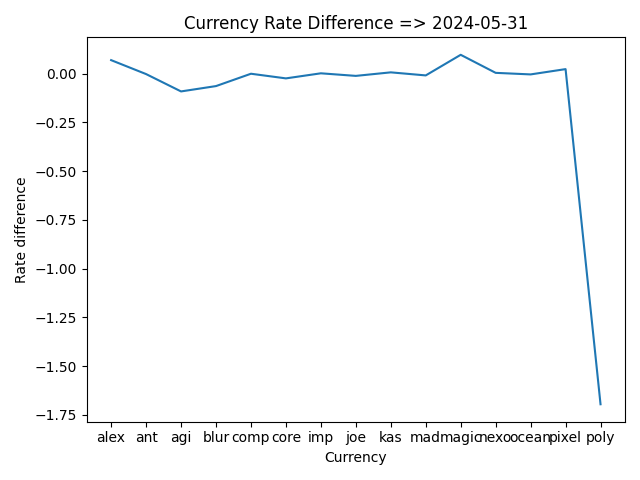 Currency Rate Difference => 2024-05-31
0.00
−0.25
−0.50
−0.75
−1.00
−1.25
−1.50
−1.75
Rate difference
alex ant agi blur comp core imp joe kas mad magic nexo ocean pixel poly
Currency